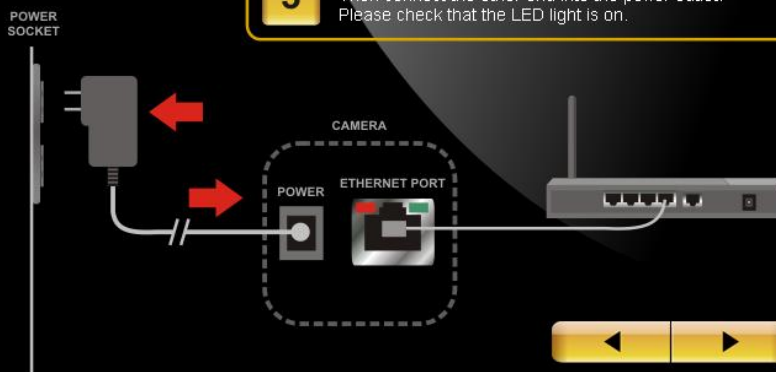 POWER
SOCKET
Please check that the LED light is on.
CAMERA
POWER
ETHERNET PORT